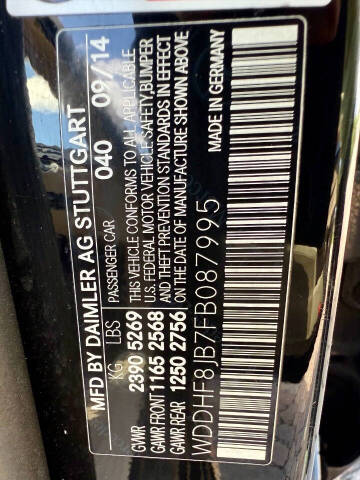 MFD BY DAIMLER AG STUTTGART
PASSENGER CAR 040 09/14
KG LBS
GVWR 2390 5269
GAWR FRONT 1165 2568
GAWR REAR 1250 2756
THIS VEHICLE CONFORMS TO ALL APPLICABLE
U.S. FEDERAL MOTOR VEHICLE SAFETY, BUMPER
AND THEFT PREVENTION STANDARDS IN EFFECT
ON THE DATE OF MANUFACTURE SHOWN ABOVE
WDDHF8JB7FB087995
MADE IN GERMANY